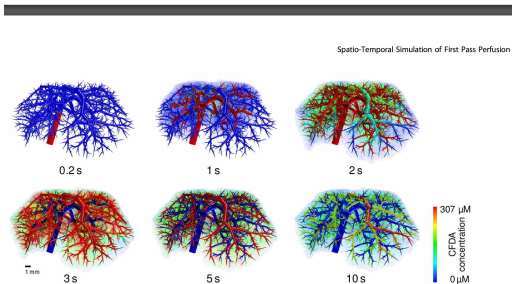 Spatio-Temporal Simulation of First Pass Perfusion
0.2 s
1 s
2 s
307 μM
CFDA
concentration
0 μM
1 mm
3 s
5 s
10 s